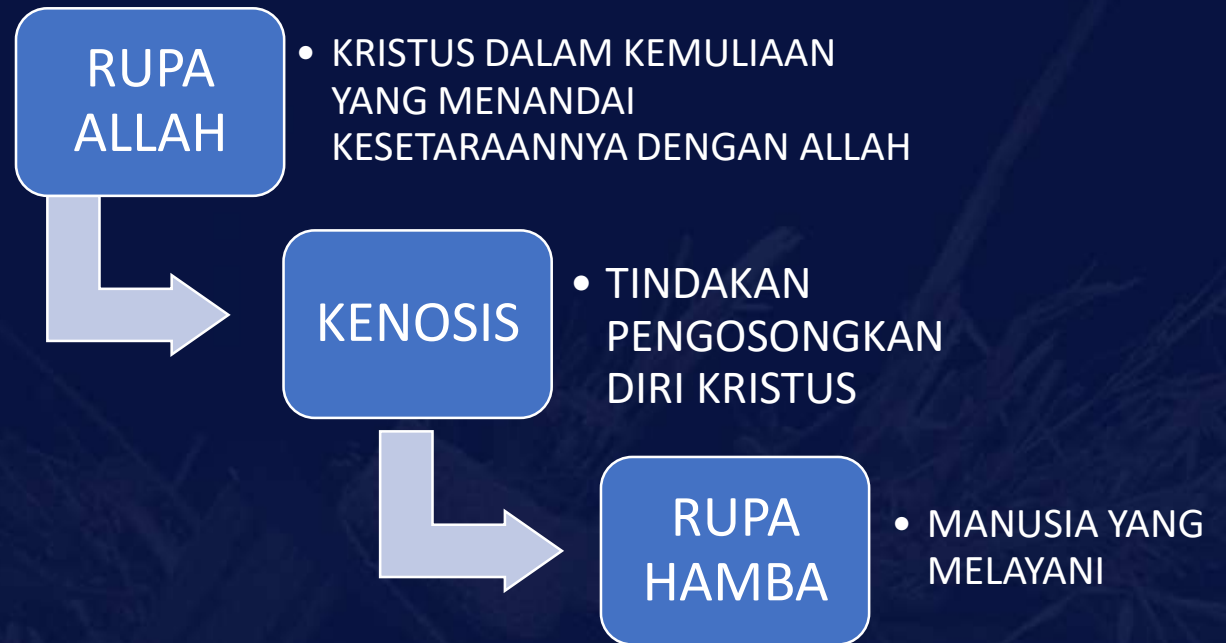 RUPA
ALLAH
• KRISTUS DALAM KEMULIAAN
YANG MENANDAI
KESETARAANNYA DENGAN ALLAH
KENOSIS
• TINDAKAN
PENGOSONGKAN
DIRI KRISTUS
RUPA
HAMBA
• MANUSIA YANG
MELAYANI